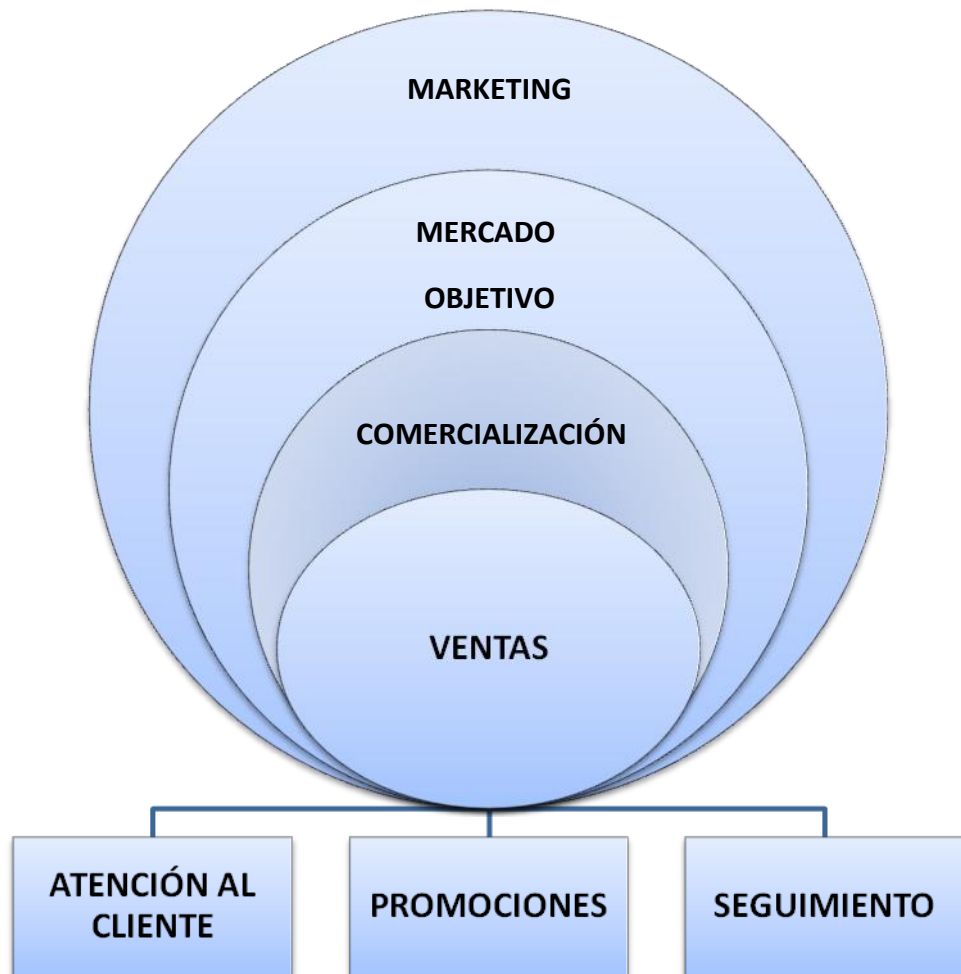 MARKETING
MERCADO
OBJETIVO
COMERCIALIZACIÓN
VENTAS
ATENCIÓN AL
CLIENTE
PROMOCIONES
SEGUIMIENTO